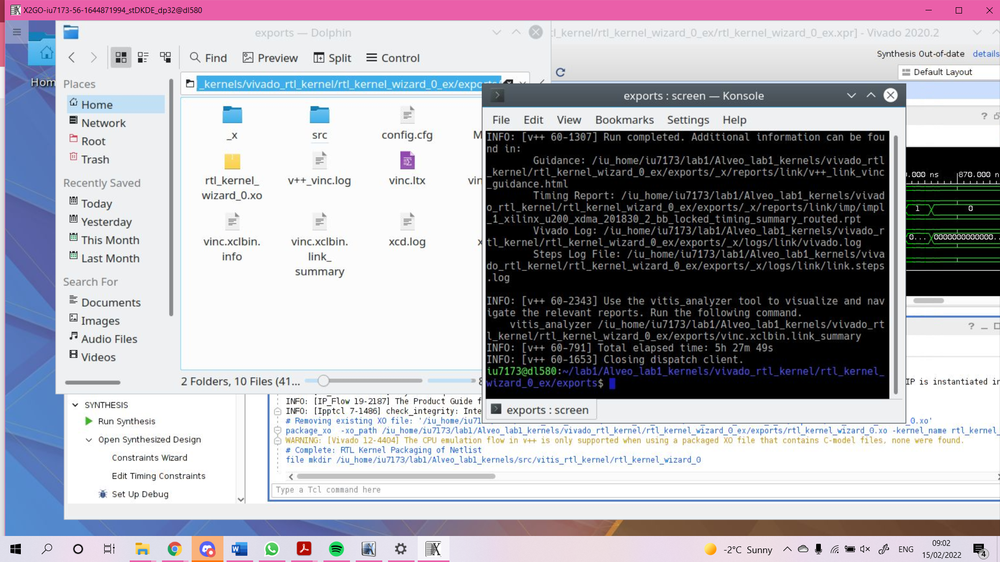 X2GO-iu7173-56-1644871994_stDKDE_dp32@dl580
exports — Dolphin
Find
Preview
Split
Control
_kernels/vivado_rtl_kernel/rtl_kernel_wizard_0_ex/exports/
Places
Home
Network
Root
Trash
Recently Saved
Today
Yesterday
This Month
Last Month
Search For
Documents
Images
Audio Files
Videos
_x
src
config.cfg
M
rtl_kernel_
wizard_0.xo
v++_vinc.log
vinc.ltx
vin
vinc.xclbin.
info
vinc.xclbin.
link_
summary
xcd.log
2 Folders, 10 Files (41...
_kernel/rtl_kernel_wizard_0_ex/rtl_kernel_wizard_0_ex.xpr] - Vivado 2020.2
Synthesis Out-of-date
details
Default Layout
exports : screen — Konsole
File
Edit
View
Bookmarks
Settings
Help
INFO: [v++ 60-1307] Run completed. Additional information can be fou
nd in:
Guidance: /iu_home/iu7173/lab1/Alveo_lab1_kernels/vivado_rtl
_kernel/rtl_kernel_wizard_0_ex/exports/_x/reports/link/v++_link_vinc
_guidance.html
Timing Report: /iu_home/iu7173/lab1/Alveo_lab1_kernels/vivad
o_rtl_kernel/rtl_kernel_wizard_0_ex/exports/_x/reports/link/imp/impl
_1_xilinx_u200_xdma_201830_2_bb_locked_timing_summary_routed.rpt
Vivado Log: /iu_home/iu7173/lab1/Alveo_lab1_kernels/vivado_r
tl_kernel/rtl_kernel_wizard_0_ex/exports/_x/logs/link/vivado.log
Steps Log File: /iu_home/iu7173/lab1/Alveo_lab1_kernels/viva
do_rtl_kernel/rtl_kernel_wizard_0_ex/exports/_x/logs/link/link.steps
.log
INFO: [v++ 60-2343] Use the vitis_analyzer tool to visualize and nav
igate the relevant reports. Run the following command.
vitis_analyzer /iu_home/iu7173/lab1/Alveo_lab1_kernels/vivado_rt
l_kernel/rtl_kernel_wizard_0_ex/exports/vinc.xclbin.link_summary
INFO: [v++ 60-791] Total elapsed time: 5h 27m 49s
INFO: [v++ 60-1653] Closing dispatch client.
iu7173@dl580:~/lab1/Alveo_lab1_kernels/vivado_rtl_kernel/rtl_kernel_
wizard_0_ex/exports$
exports : screen
.000 ns
870.000 n
1
0
0...
0000000000000..
IP is instantiated in
SYNTHESIS
Run Synthesis
Open Synthesized Design
Constraints Wizard
Edit Timing Constraints
Set Up Debug
INFO: [IP_Flow 19-2187] The Product Guide f
INFO: [Ipptcl 7-1486] check_integrity: Inte
# Removing existing XO file: '/iu_home/iu71
_0.xo'
package_xo -xo_path /iu_home/iu7173/lab1/Alveo_lab1_kernels/vivado_rtl_kernel/rtl_kernel_wizard_0_ex/exports/rtl_kernel_wizard_0.xo -kernel_name rtl_kernel_
WARNING: [Vivado 12-4404] The CPU emulation flow in v++ is only supported when using a packaged XO file that contains C-model files, none were found.
# Complete: RTL Kernel Packaging of Netlist
file mkdir /iu_home/iu7173/lab1/Alveo_lab1_kernels/src/vitis_rtl_kernel/rtl_kernel_wizard_0
Type a Tcl command here
-2°C Sunny
ENG
09:02
15/02/2022
4